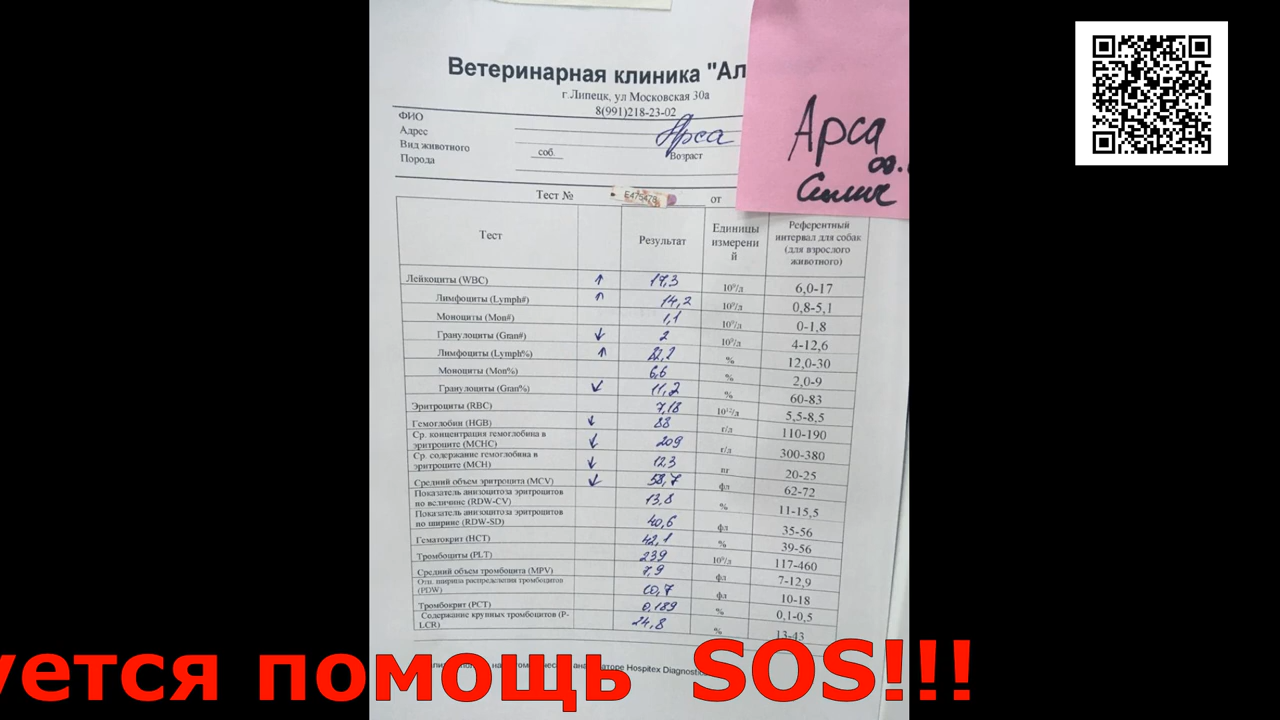 Ветеринарная клиника "Ал
г.Липецк, ул Московская 30а
8(991)218-23-02
ФИО
Адрес Арса
Вид животного соб. Возраст
Порода
Арса
09.
Тест № E475476 от
Тест Результат Единицы измерений Референтный интервал для собак (для взрослого животного)
Лейкоциты (WBC) ↑ 17,3 10⁹/л 6,0-17
Лимфоциты (Lymph#) ↑ 14,2 10⁹/л 0,8-5,1
Моноциты (Mon#) 1,1 10⁹/л 0-1,8
Гранулоциты (Gran#) ↓ 2 10⁹/л 4-12,6
Лимфоциты (Lymph%) ↑ % 12,0-30
Моноциты (Mon%) 6,6 % 2,0-9
Гранулоциты (Gran%) ↓ 11,2 % 60-83
Эритроциты (RBC) 7,18 10¹²/л 5,5-8,5
Гемоглобин (HGB) ↓ 88 г/л 110-190
Ср. концентрация гемоглобина в эритроците (MCHC) ↓ 209 г/л 300-380
Ср. содержание гемоглобина в эритроците (MCH) ↓ 12,3 пг 20-25
Средний объем эритроцита (MCV) ↓ 58,7 фл 62-72
Показатель анизоцитоза эритроцитов по величине (RDW-CV) 13,8 % 11-15,5
Показатель анизоцитоза эритроцитов по ширине (RDW-SD) 40,6 фл 35-56
Гематокрит (HCT) 42,1 % 39-56
Тромбоциты (PLT) 239 10⁹/л 117-460
Средний объем тромбоцита (MPV) 7,9 фл 7-12,9
Отн. ширина распределения тромбоцитов (PDW) 10,7 фл 10-18
Тромбокрит (PCT) 0,189 % 0,1-0,5
Содержание крупных тромбоцитов (P-LCR) 24,8 % 13-43
Hospitex Diagnostic
уется помощь SOS!!!